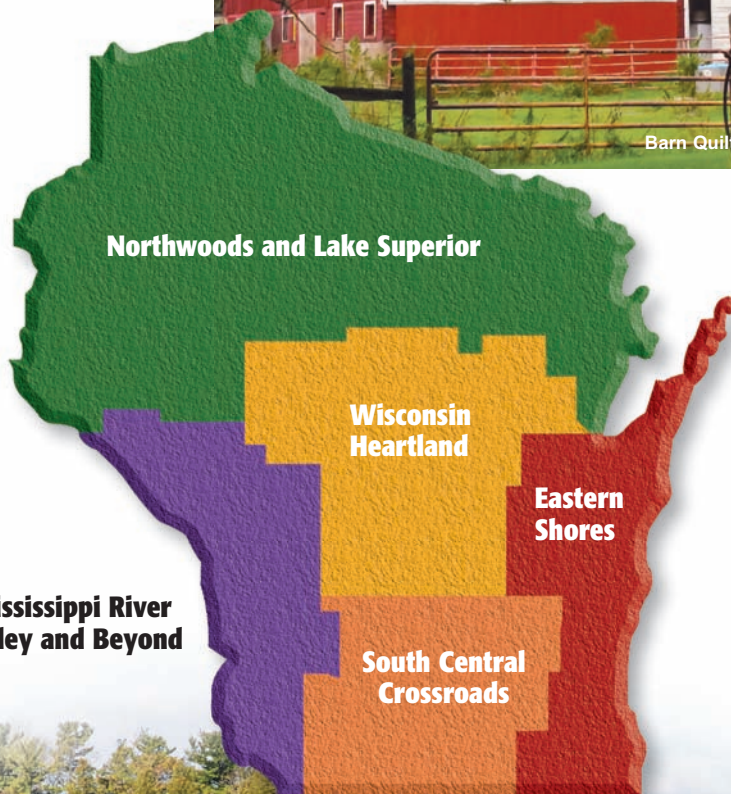 Barn Quil
Northwoods and Lake Superior
Wisconsin
Heartland
Eastern
Shores
ississippi River
ley and Beyond
South Central
Crossroads